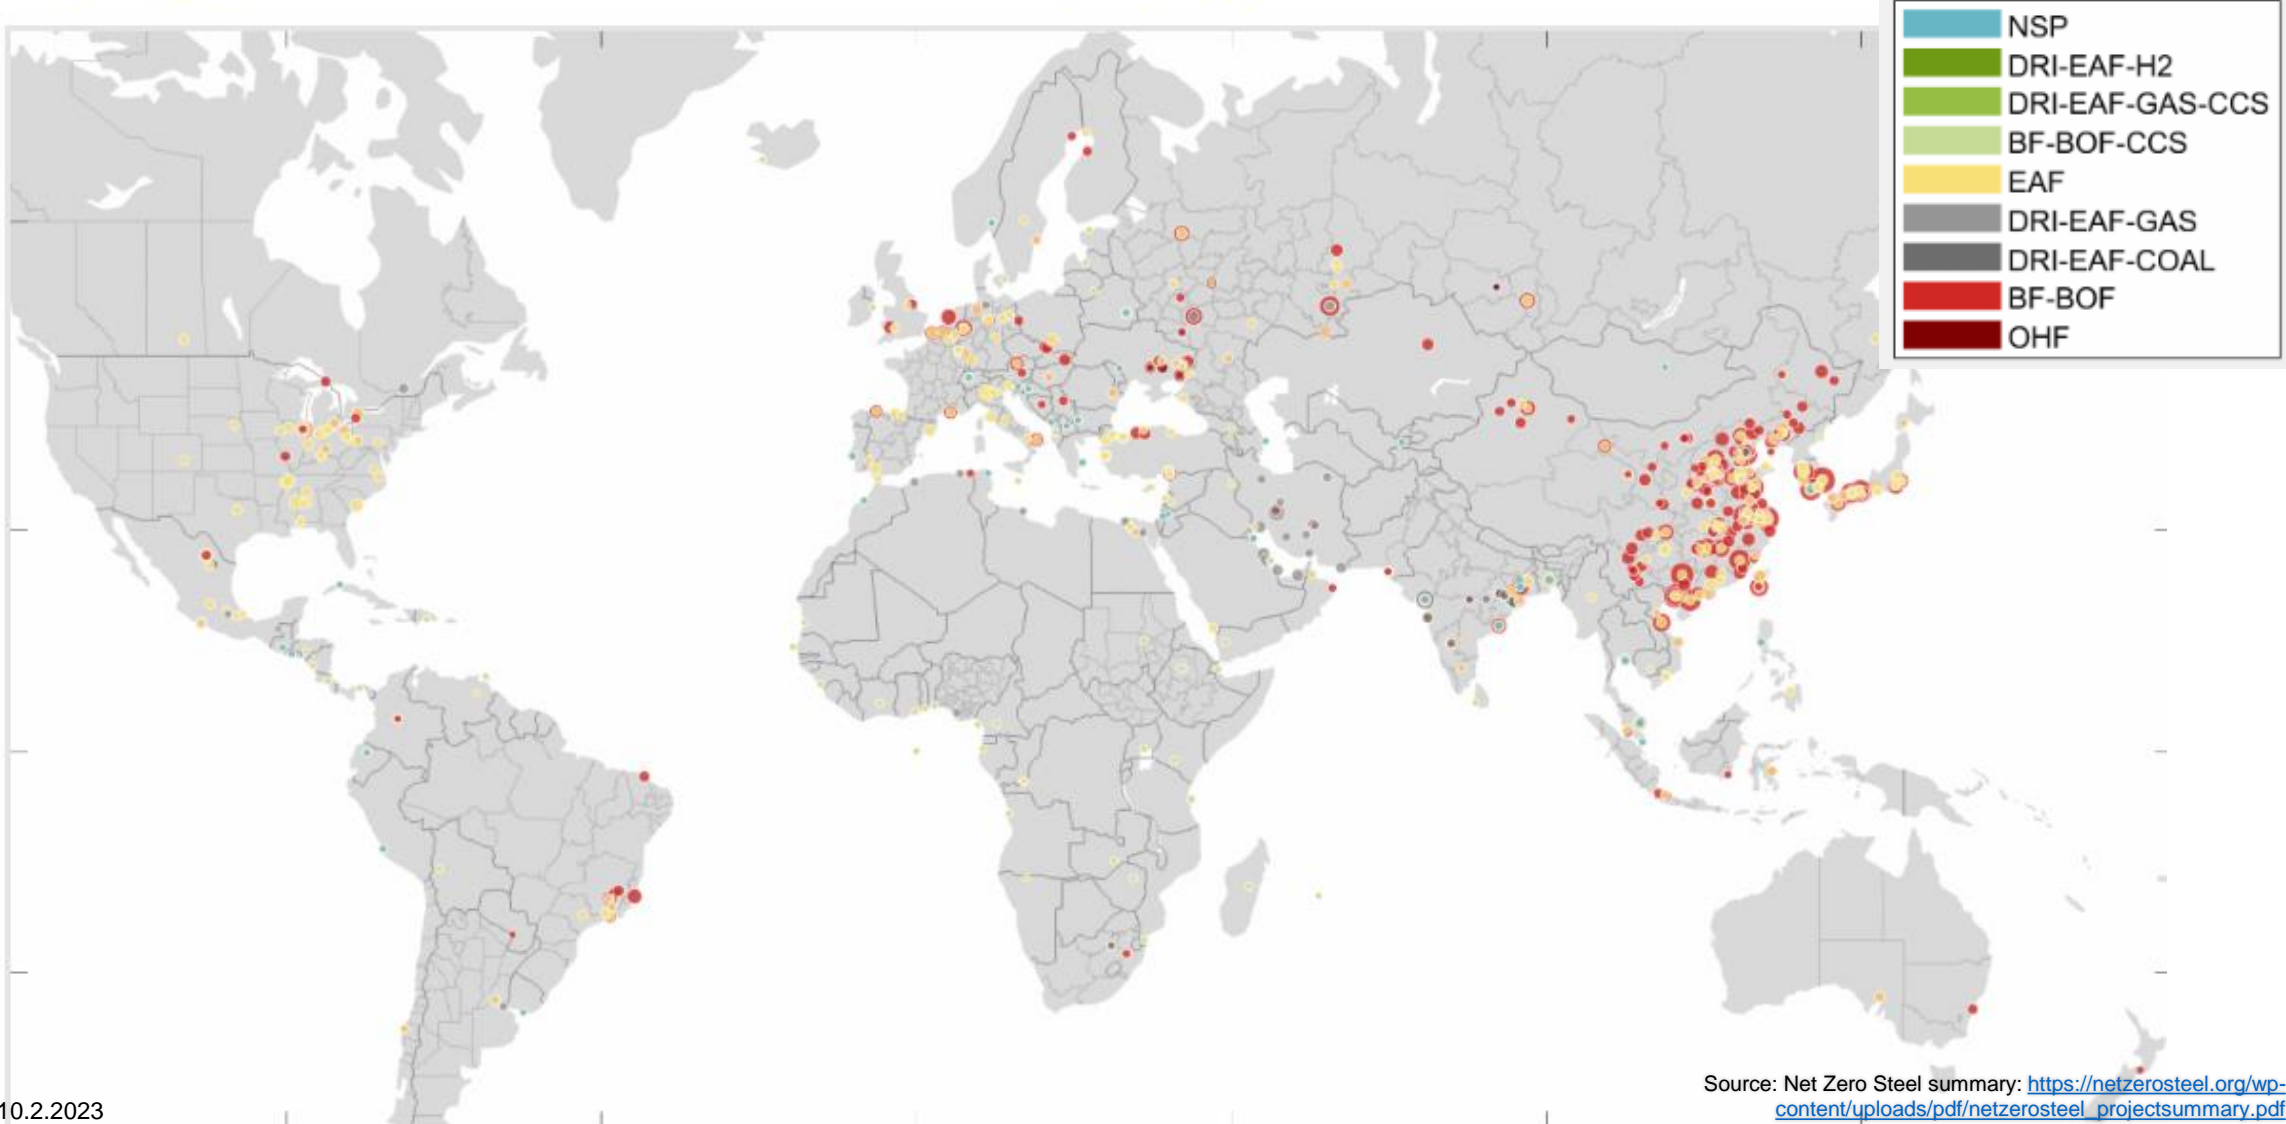 NSP
DRI-EAF-H2
DRI-EAF-GAS-CCS
BF-BOF-CCS
EAF
DRI-EAF-GAS
DRI-EAF-COAL
BF-BOF
OHF
Source: Net Zero Steel summary: https://netzerosteel.org/wp-
content/uploads/pdf/netzerosteel_projectsummary.pdf
10.2.2023